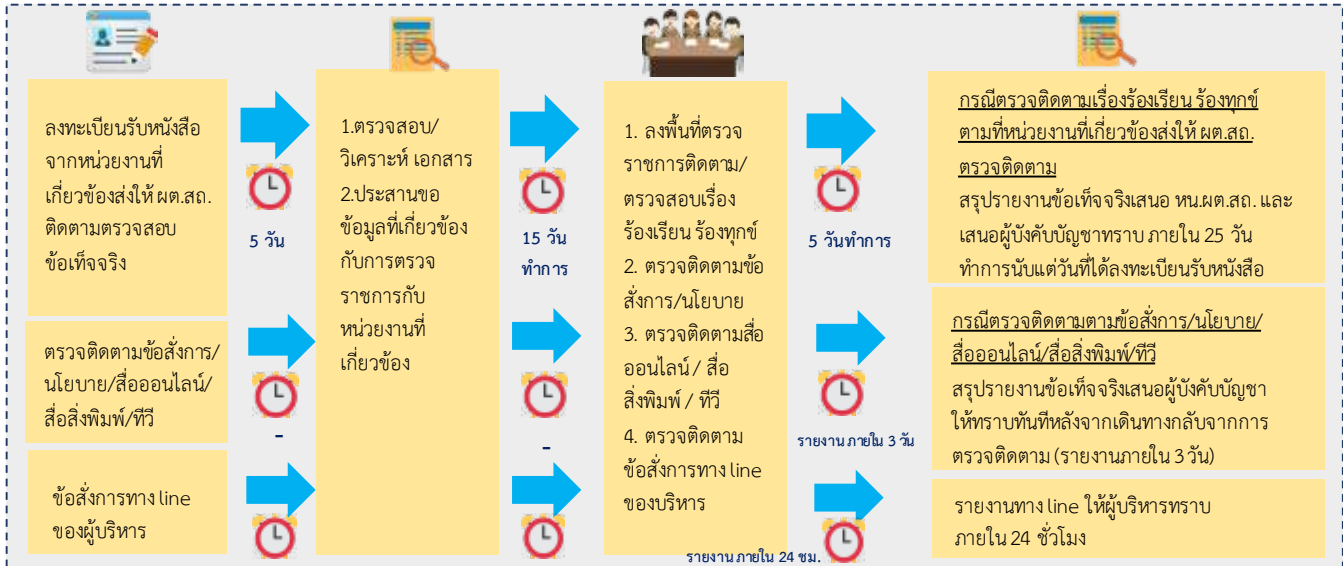 ลงทะเบียนรับหนังสือ
จากหน่วยงานที่
เกี่ยวข้องส่งให้ ผต.สถ.
ติดตามตรวจสอบ
ข้อเท็จจริง
5 วัน
1.ตรวจสอบ/
วิเคราะห์ เอกสาร
2.ประสานขอ
ข้อมูลที่เกี่ยวข้อง
กับการตรวจ
ราชการกับ
หน่วยงานที่
เกี่ยวข้อง
15 วัน
ทำการ
1. ลงพื้นที่ตรวจ
ราชการติดตาม/
ตรวจสอบเรื่อง
ร้องเรียน ร้องทุกข์
2. ตรวจติดตามข้อ
สั่งการ/นโยบาย
3. ตรวจติดตามสื่อ
ออนไลน์ / สื่อ
สิ่งพิมพ์ / ทีวี
4. ตรวจติดตาม
ข้อสั่งการทาง line
ของบริหาร
5 วันทำการ
กรณีตรวจติดตามเรื่องร้องเรียน ร้องทุกข์
ตามที่หน่วยงานที่เกี่ยวข้องส่งให้ ผต.สถ.
ตรวจติดตาม
สรุปรายงานข้อเท็จจริงเสนอ หน.ผต.สถ. และ
เสนอผู้บังคับบัญชาทราบ ภายใน 25 วัน
ทำการนับแต่วันที่ได้ลงทะเบียนรับหนังสือ
ตรวจติดตามข้อสั่งการ/
นโยบาย/สื่อออนไลน์/
สื่อสิ่งพิมพ์/ทีวี
-
-
รายงาน ภายใน 3 วัน
กรณีตรวจติดตามตามข้อสั่งการ/นโยบาย/
สื่อออนไลน์/สื่อสิ่งพิมพ์/ทีวี
สรุปรายงานข้อเท็จจริงเสนอผู้บังคับบัญชา
ให้ทราบทันทีหลังจากเดินทางกลับจากการ
ตรวจติดตาม (รายงานภายใน 3 วัน)
ข้อสั่งการทาง line
ของผู้บริหาร
รายงาน ภายใน 24 ชม.
รายงานทาง line ให้ผู้บริหารทราบ
ภายใน 24 ชั่วโมง